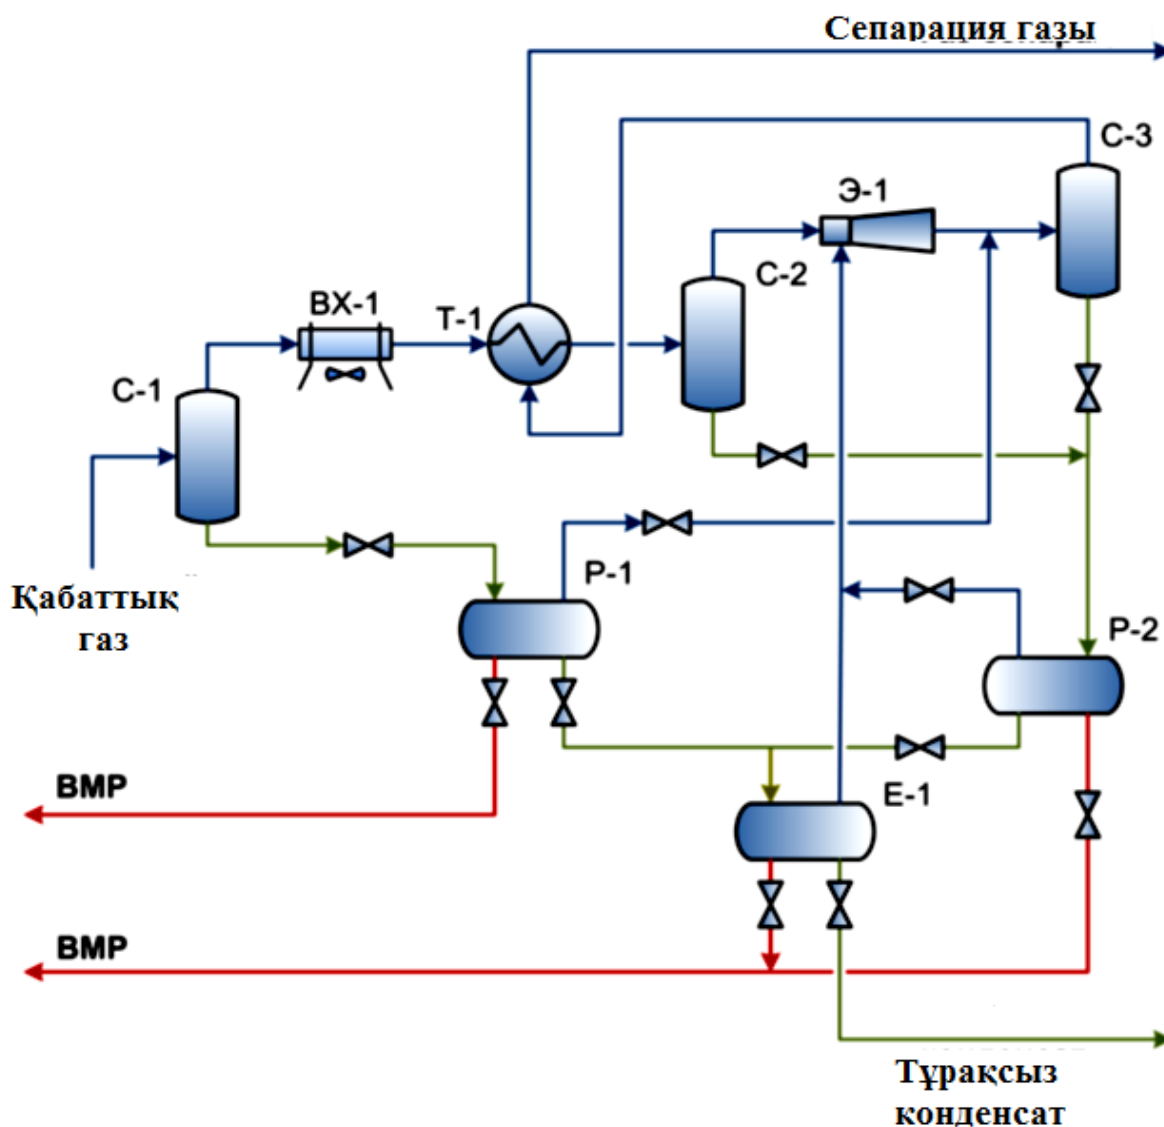 Сепарация газы
С-3
Э-1
С-2
ВХ-1
Т-1
С-1
Қабаттық
газ
Р-1
Р-2
ВМР
Е-1
ВМР
Тұрақсыз
конденсат